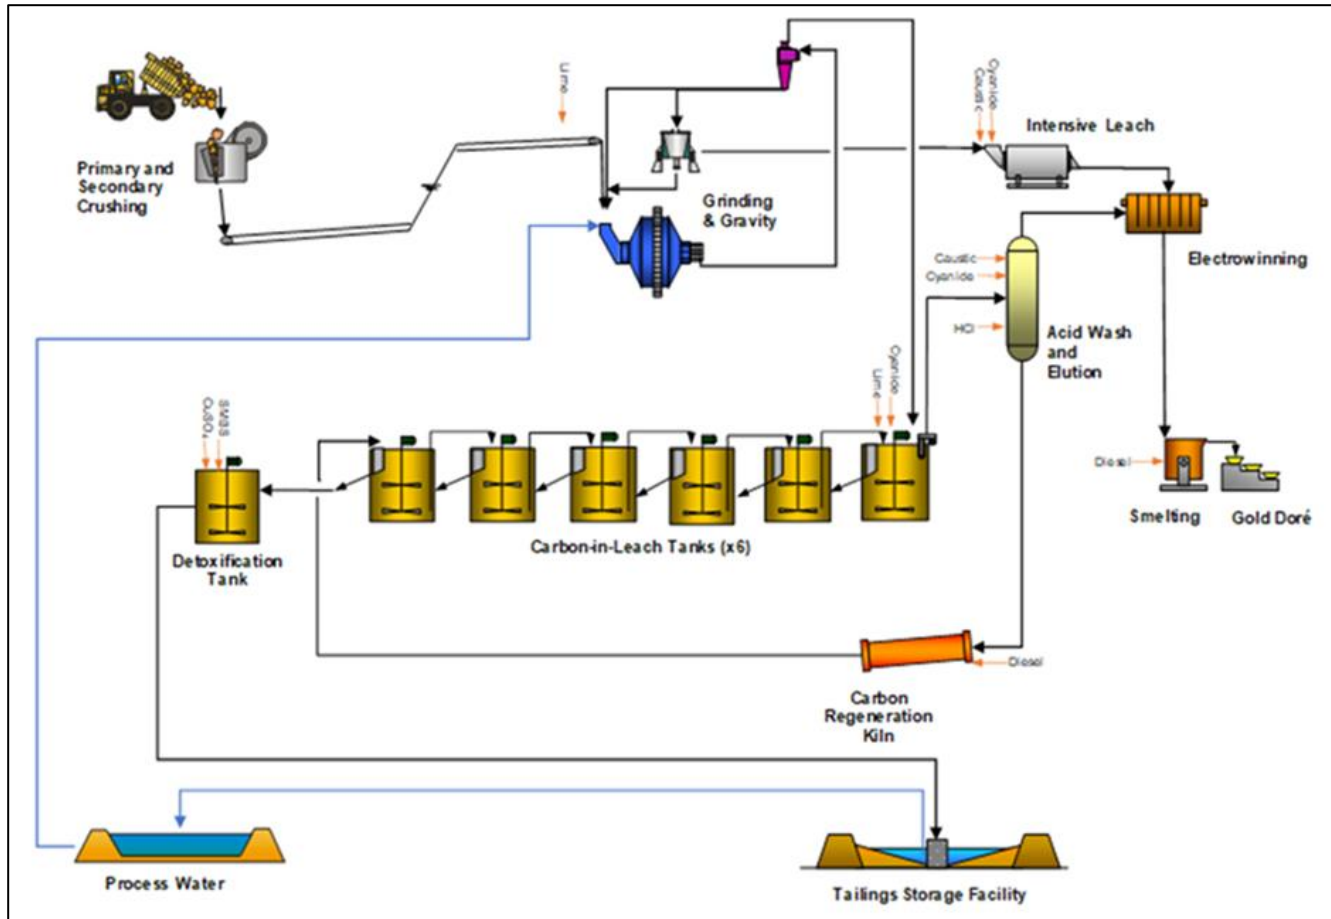 Lime
Cyanide
Caustic
Intensive Leach
Primary and
Secondary
Crushing
Grinding
& Gravity
Electrowinning
Caustic
Cyanide
HCl
Acid Wash
and
Elution
Cyanide
Lime
SMBS
CuSO₄
Diesel
Smelting
Gold Doré
Carbon-in-Leach Tanks (x6)
Detoxification
Tank
Diesel
Carbon
Regeneration
Kiln
Process Water
Tailings Storage Facility